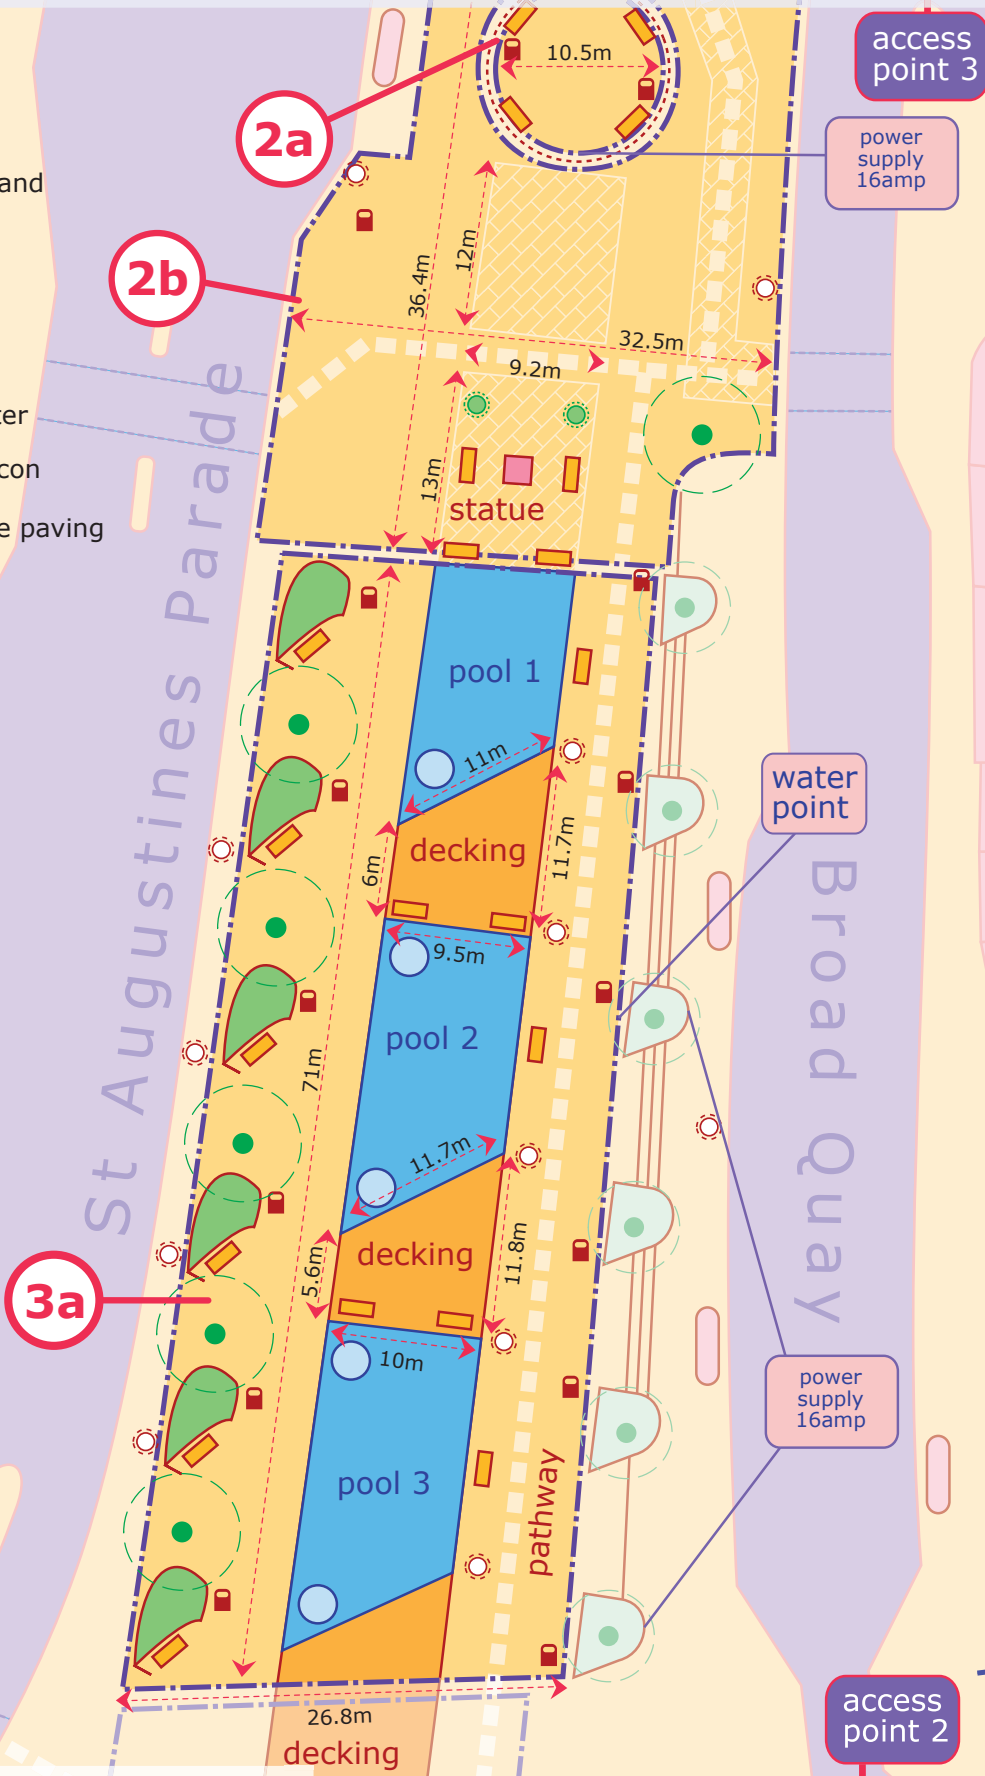 access
point 3
10.5m
2a
power
supply
16amp
and
12m
36.4m
2b
32.5m
9.2m
ter
con
e paving
13m
statue
St Augustines Parade
pool 1
11m
water
point
decking
11.7m
6m
9.5m
Broad Quay
pool 2
71m
11.7m
decking
11.8m
5.6m
3a
10m
power
supply
16amp
pool 3
pathway
access
point 2
26.8m
decking